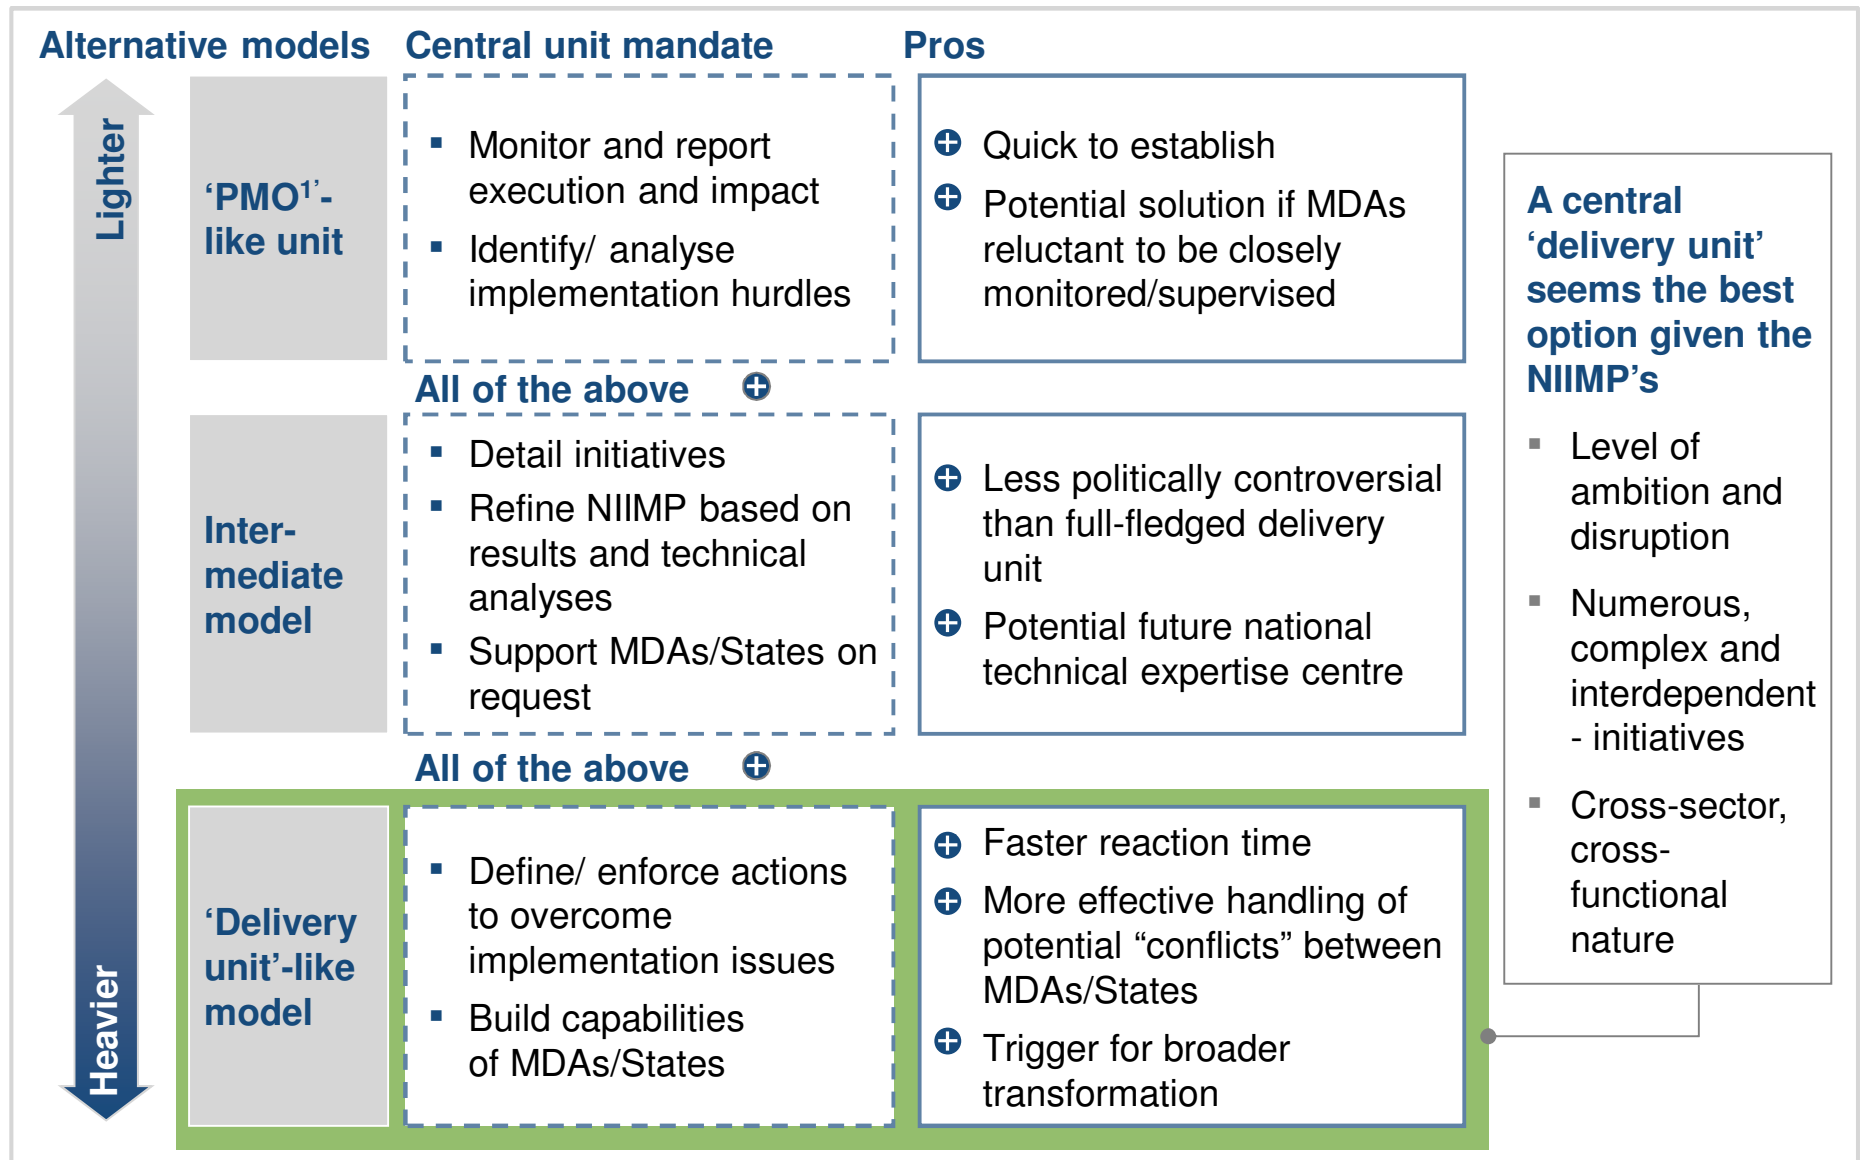 Alternative models
Central unit mandate
Pros
Lighter
Heavier
‘PMO1’-
like unit
Monitor and report
execution and impact
Identify/ analyse
implementation hurdles
Quick to establish
Potential solution if MDAs
reluctant to be closely
monitored/supervised
All of the above
Inter-
mediate
model
Detail initiatives
Refine NIIMP based on
results and technical
analyses
Support MDAs/States on
request
Less politically controversial
than full-fledged delivery
unit
Potential future national
technical expertise centre
All of the above
‘Delivery
unit’-like
model
Define/ enforce actions
to overcome
implementation issues
Build capabilities
of MDAs/States
Faster reaction time
More effective handling of
potential “conflicts” between
MDAs/States
Trigger for broader
transformation
A central
‘delivery unit’
seems the best
option given the
NIIMP’s
Level of
ambition and
disruption
Numerous,
complex and
interdependent
- initiatives
Cross-sector,
cross-
functional
nature